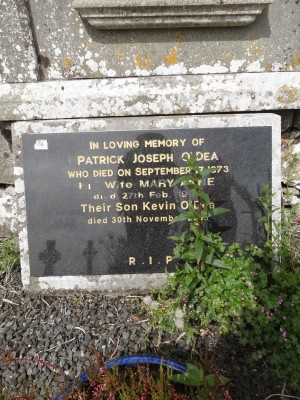 IN LOVING MEMORY OF
PATRICK JOSEPH O'DEA
WHO DIED ON SEPTEMBER 1973
His Wife MARY
died 27th Feb.
Their Son Kevin O'Dea
died 30th November
R. I. P